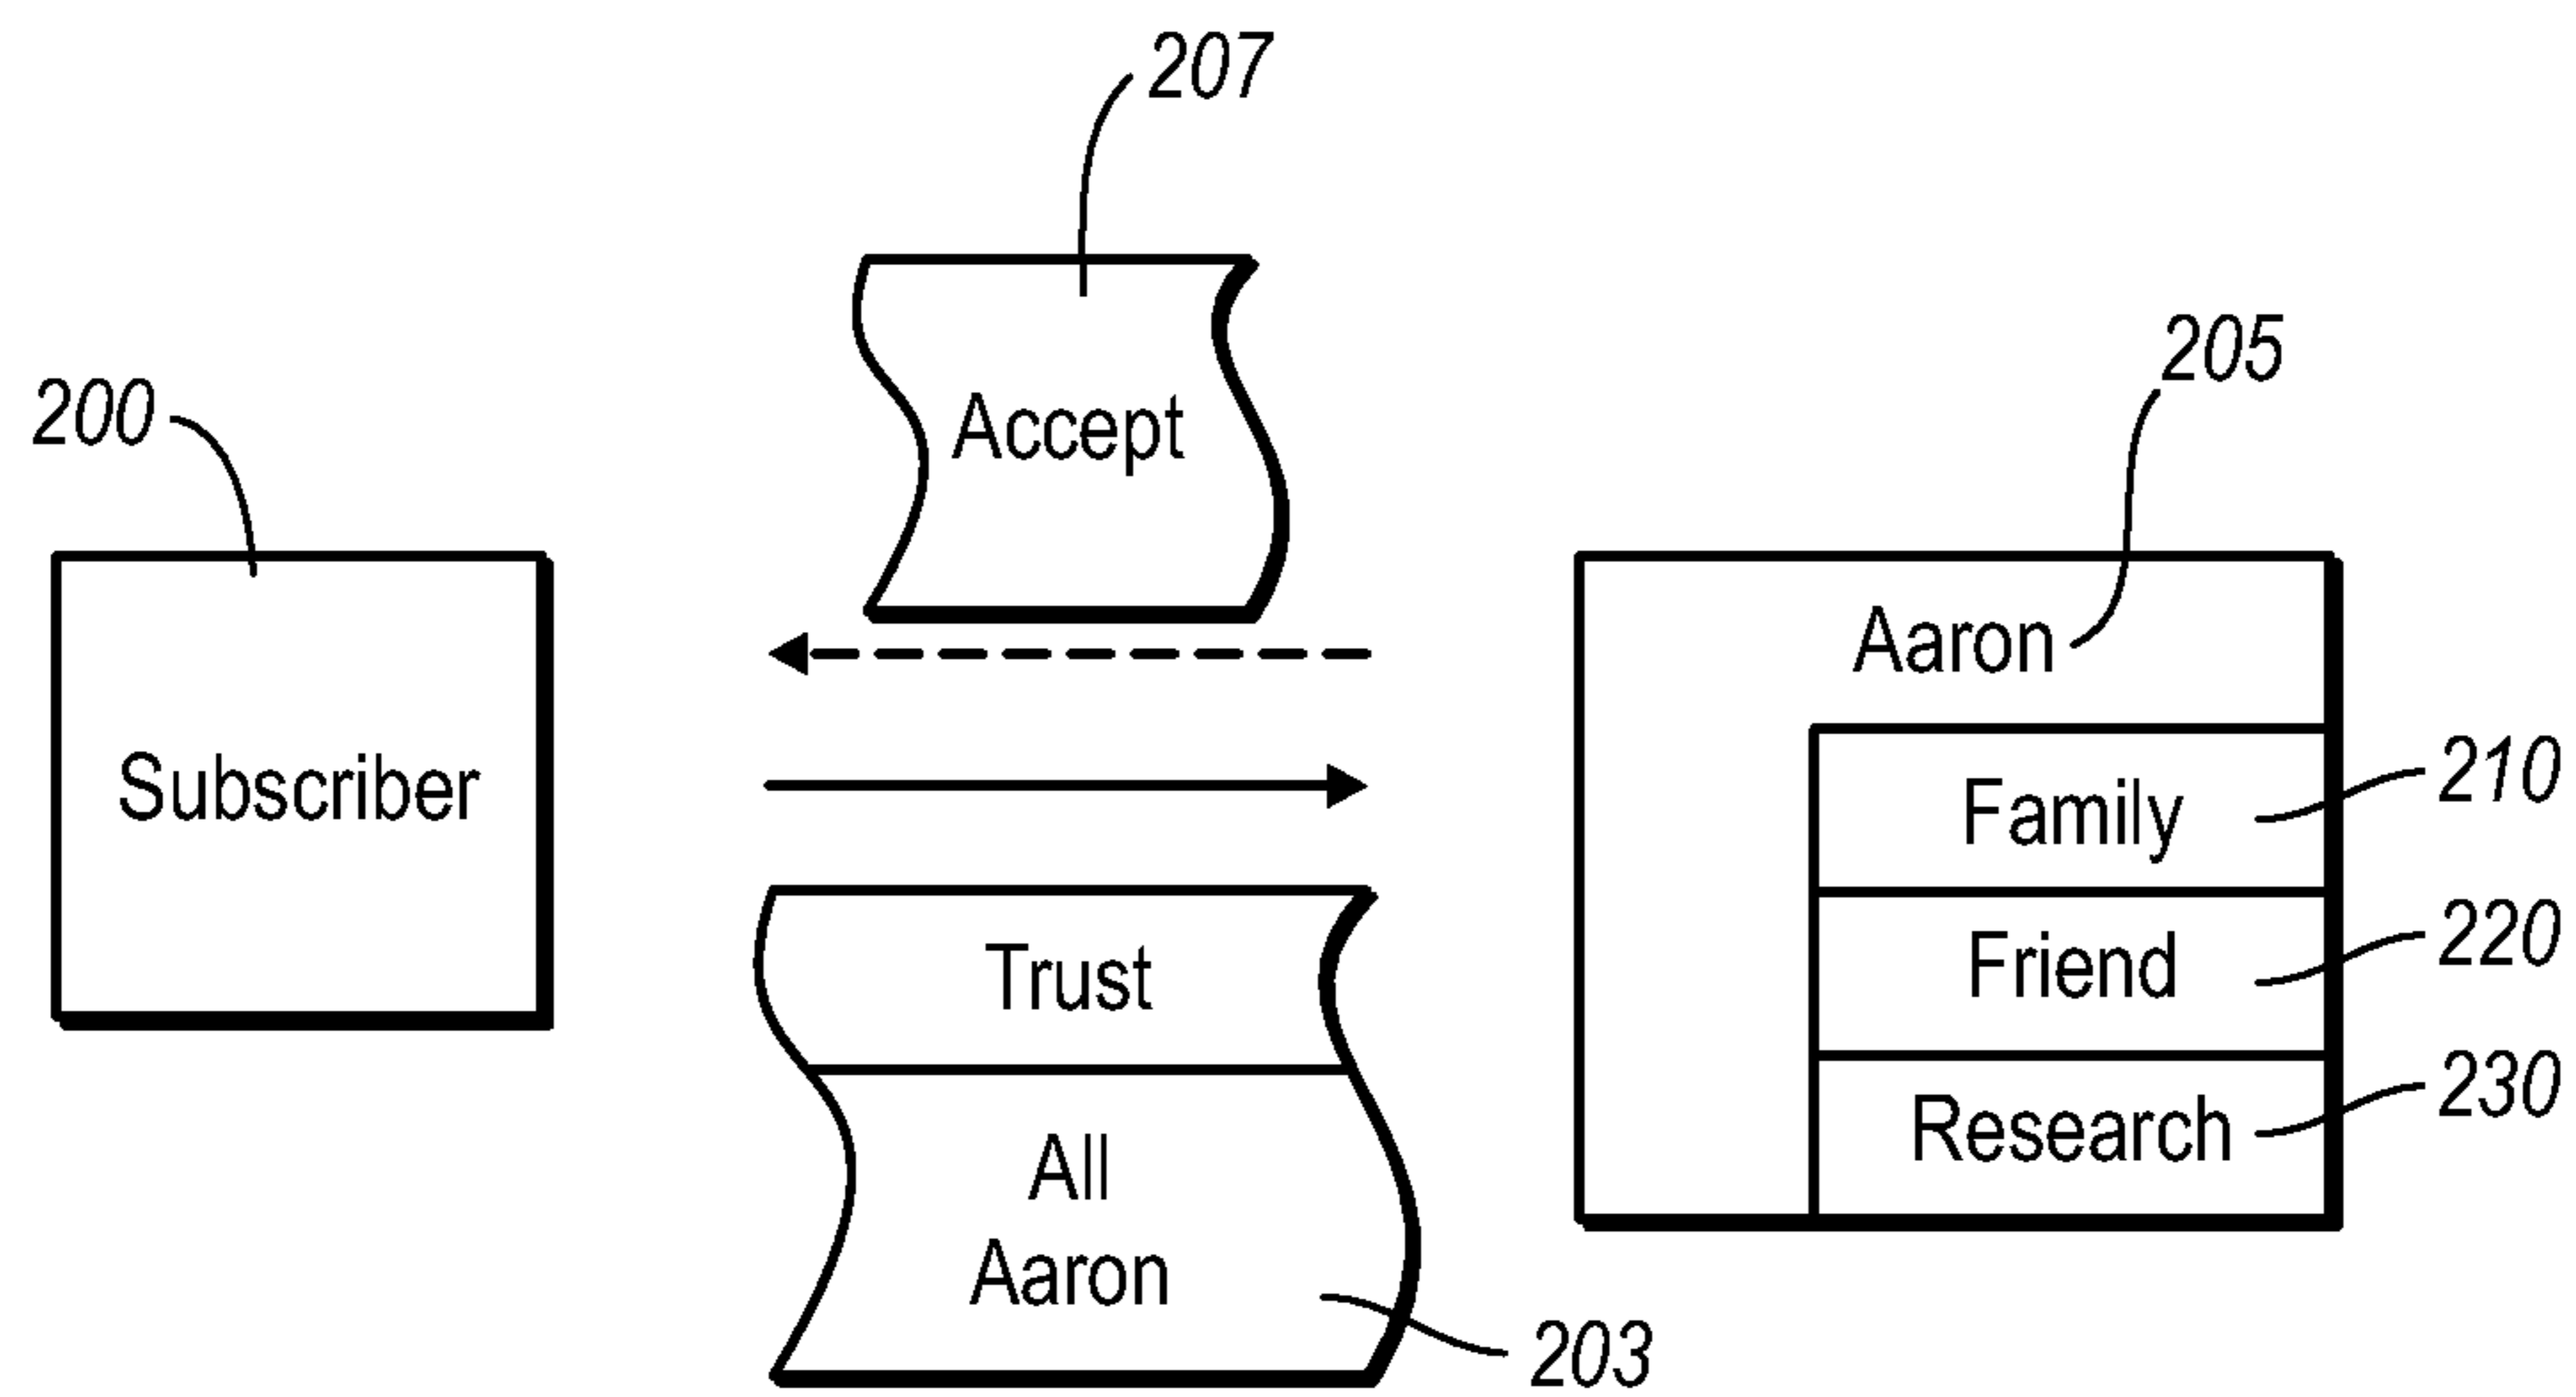 207
Accept
205
200
Aaron
Subscriber
Family
210
Friend
220
Research
230
Trust
All
Aaron
203